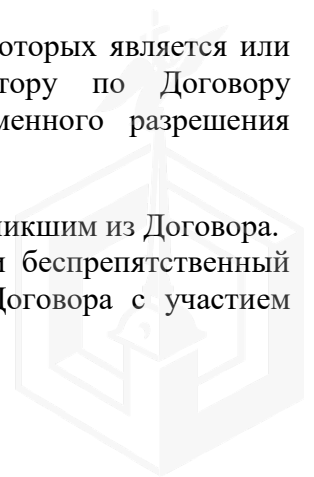 оторых является или
тору по Договору
менного разрешения
икшим из Договора.
и беспрепятственный
Договора с участием